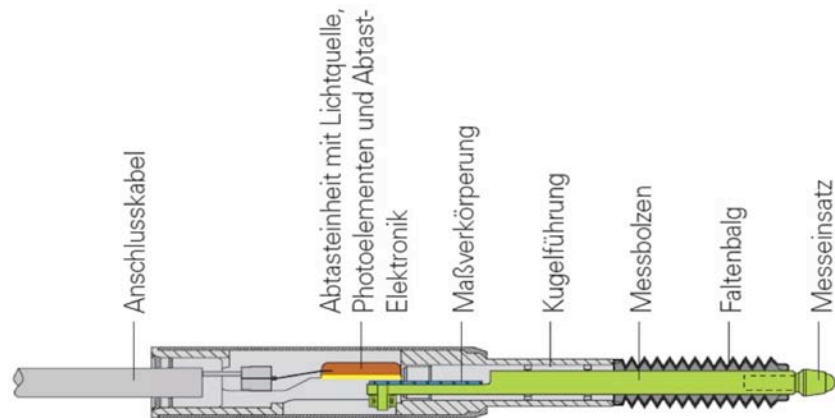 Anschlusskabel
Abtasteinheit mit Lichtquelle,
Photoelementen und Abtast-
Elektronik
Maßverkörperung
Kugelführung
Messbolzen
Faltenbalg
Messeinsatz